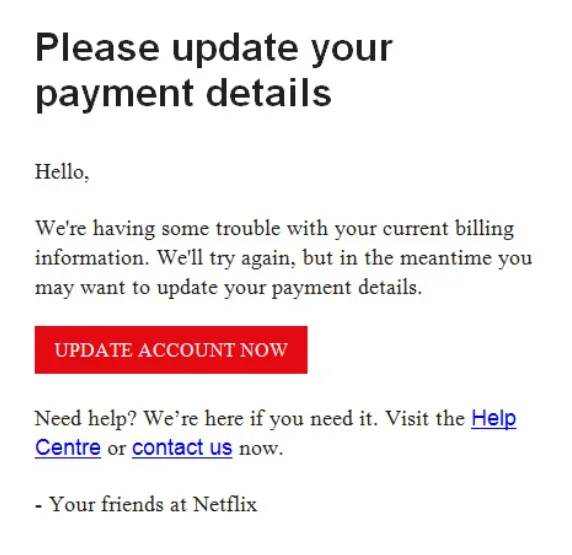 Please update your
payment details
Hello,
We're having some trouble with your current billing
information. We'll try again, but in the meantime you
may want to update your payment details.
UPDATE ACCOUNT NOW
Need help? We’re here if you need it. Visit the Help
Centre or contact us now.
- Your friends at Netflix